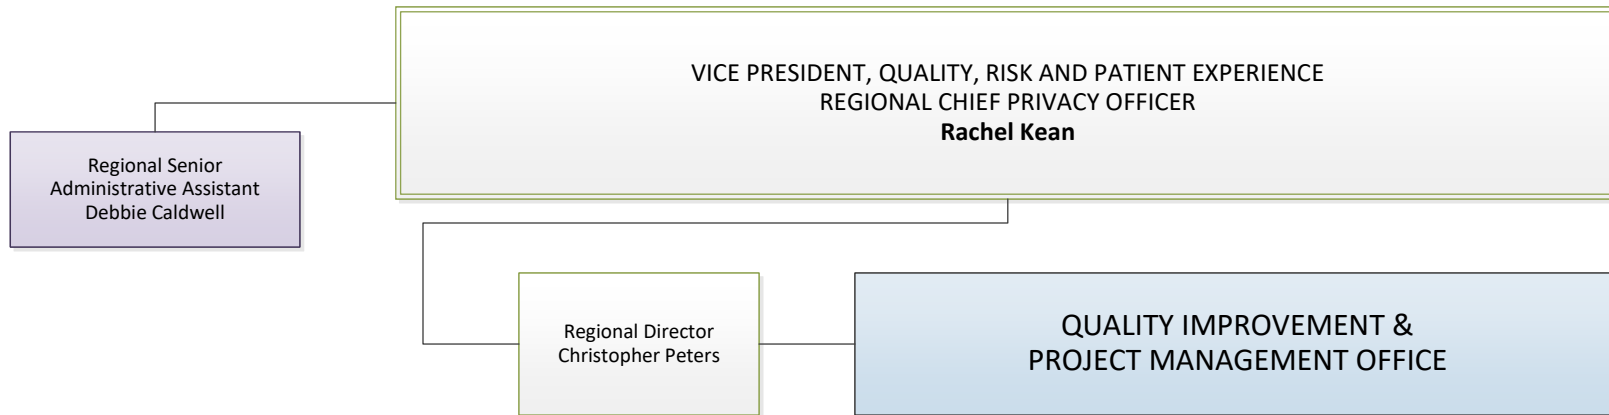 VICE PRESIDENT, QUALITY, RISK AND PATIENT EXPERIENCE
REGIONAL CHIEF PRIVACY OFFICER
Rachel Kean
Regional Senior
Administrative Assistant
Debbie Caldwell
Regional Director
Christopher Peters
QUALITY IMPROVEMENT &
PROJECT MANAGEMENT OFFICE